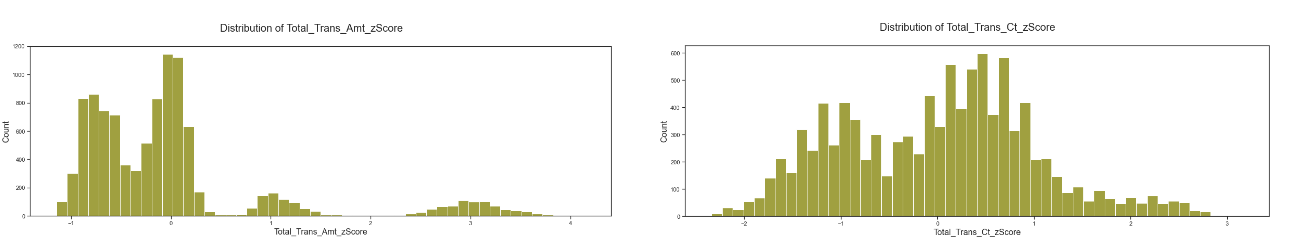 Distribution of Total_Trans_Amt_zScore
1200
1000
800
600
400
200
0
Count
−1 0 1 2 3 4
Total_Trans_Amt_zScore
Distribution of Total_Trans_Ct_zScore
600
500
400
300
200
100
0
Count
−2 −1 0 1 2 3
Total_Trans_Ct_zScore